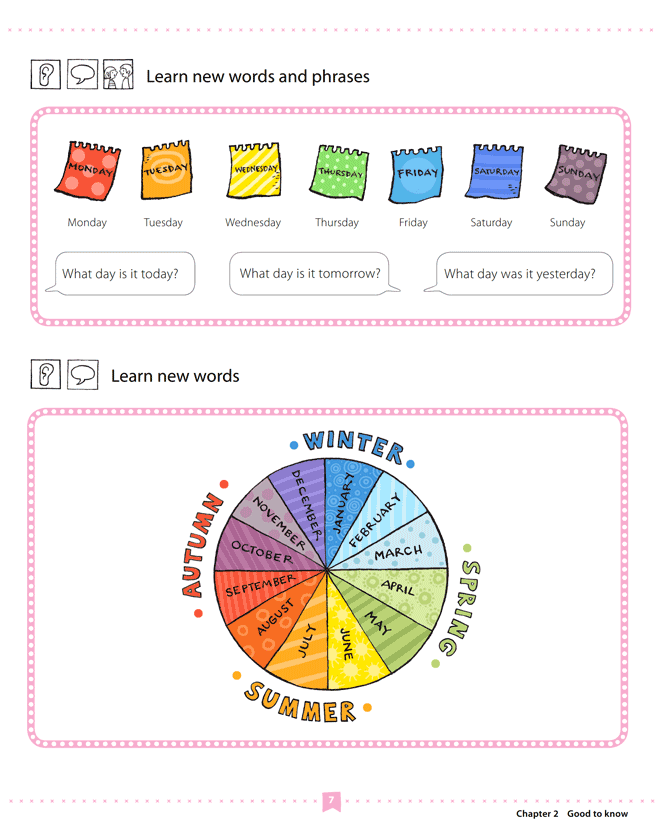 Learn new words and phrases
MONDAY TUESDAY WEDNESDAY THURSDAY FRIDAY SATURDAY SUNDAY
Monday Tuesday Wednesday Thursday Friday Saturday Sunday
What day is it today? What day is it tomorrow? What day was it yesterday?
Learn new words
WINTER
JANUARY
FEBRUARY
MARCH
SPRING
APRIL
MAY
JUNE
SUMMER
JULY
AUGUST
SEPTEMBER
AUTUMN
OCTOBER
NOVEMBER
DECEMBER
7
Chapter 2 Good to know